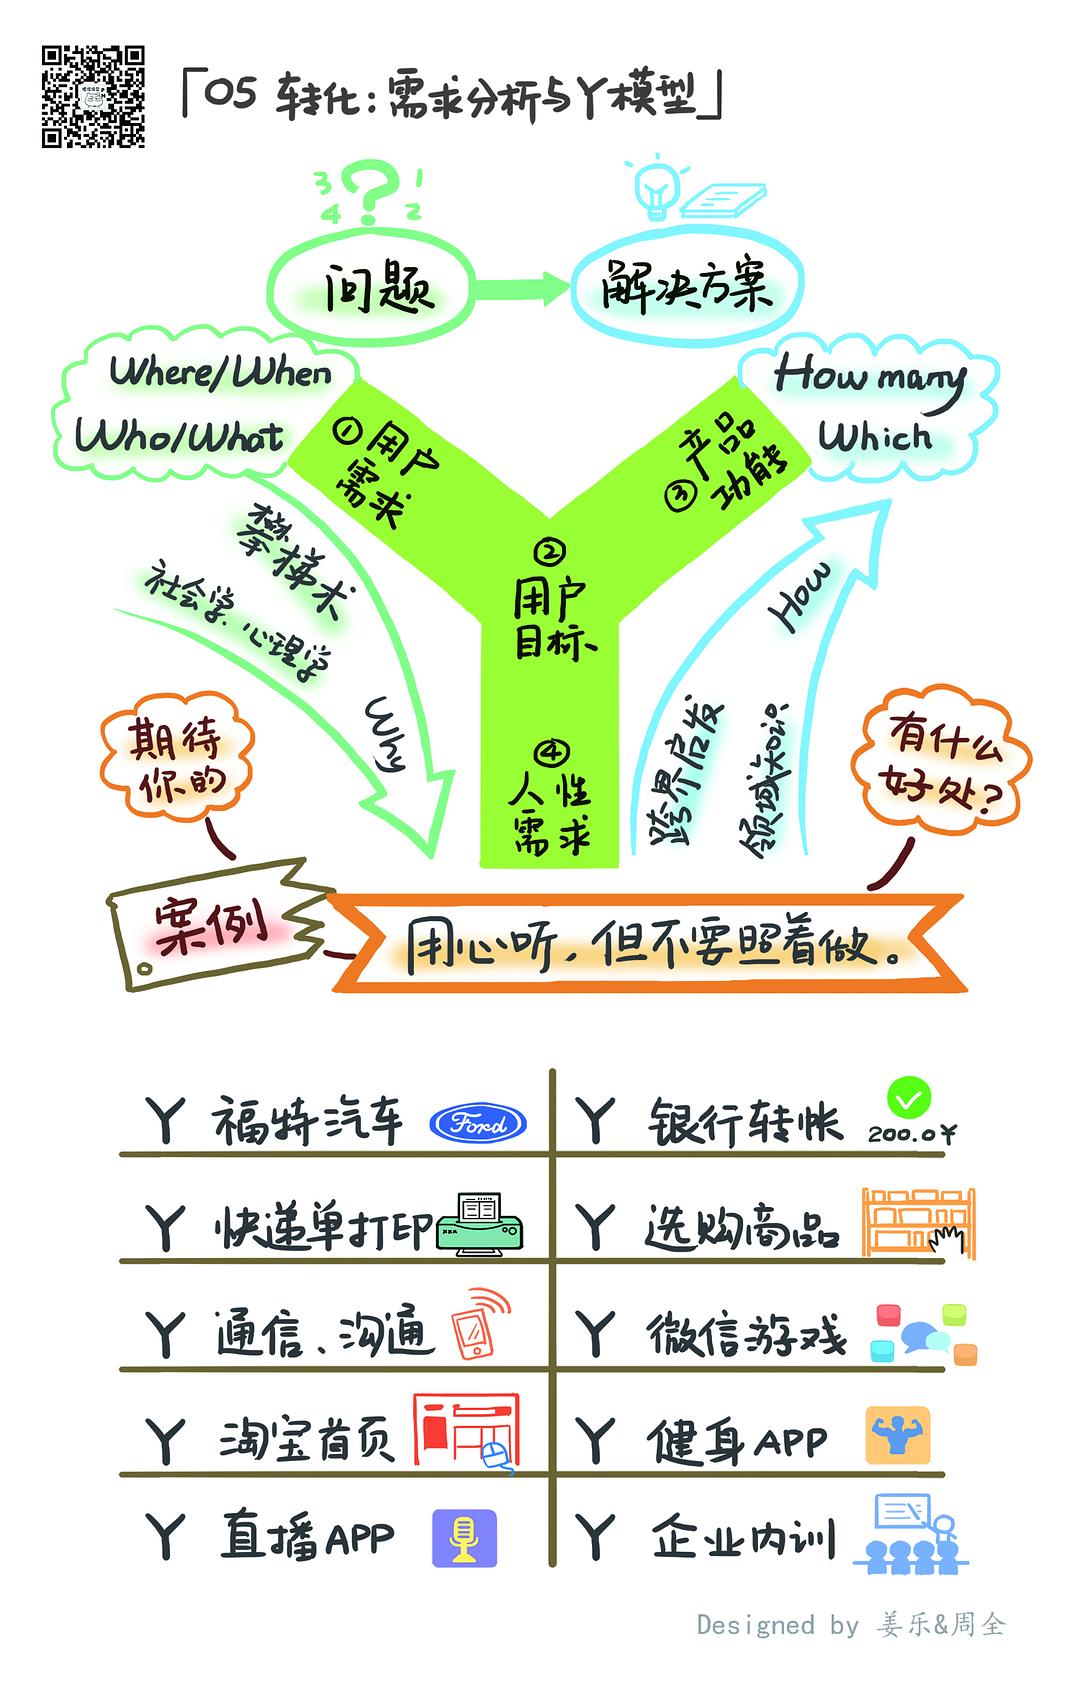 「05 转化：需求分析与Y模型」
3 ? 1
4 2
问题
解决方案
Where/When
Who/What
How many
Which
①用户
需求
③产品
功能
②
用户
目标
④
人性
需求
攀梯术
社会学、心理学
Why
How
跨界启发
领域知识
期待
你的
有什么
好处？
案例
用心听，但不要照着做。
Y 福特汽车 Ford
Y 银行转帐
200.0¥
Y 快递单打印
Y 选购商品
Y 通信、沟通
Y 微信游戏
Y 淘宝首页
Y 健身APP
Y 直播APP
Y 企业内训
Designed by 姜乐&周全